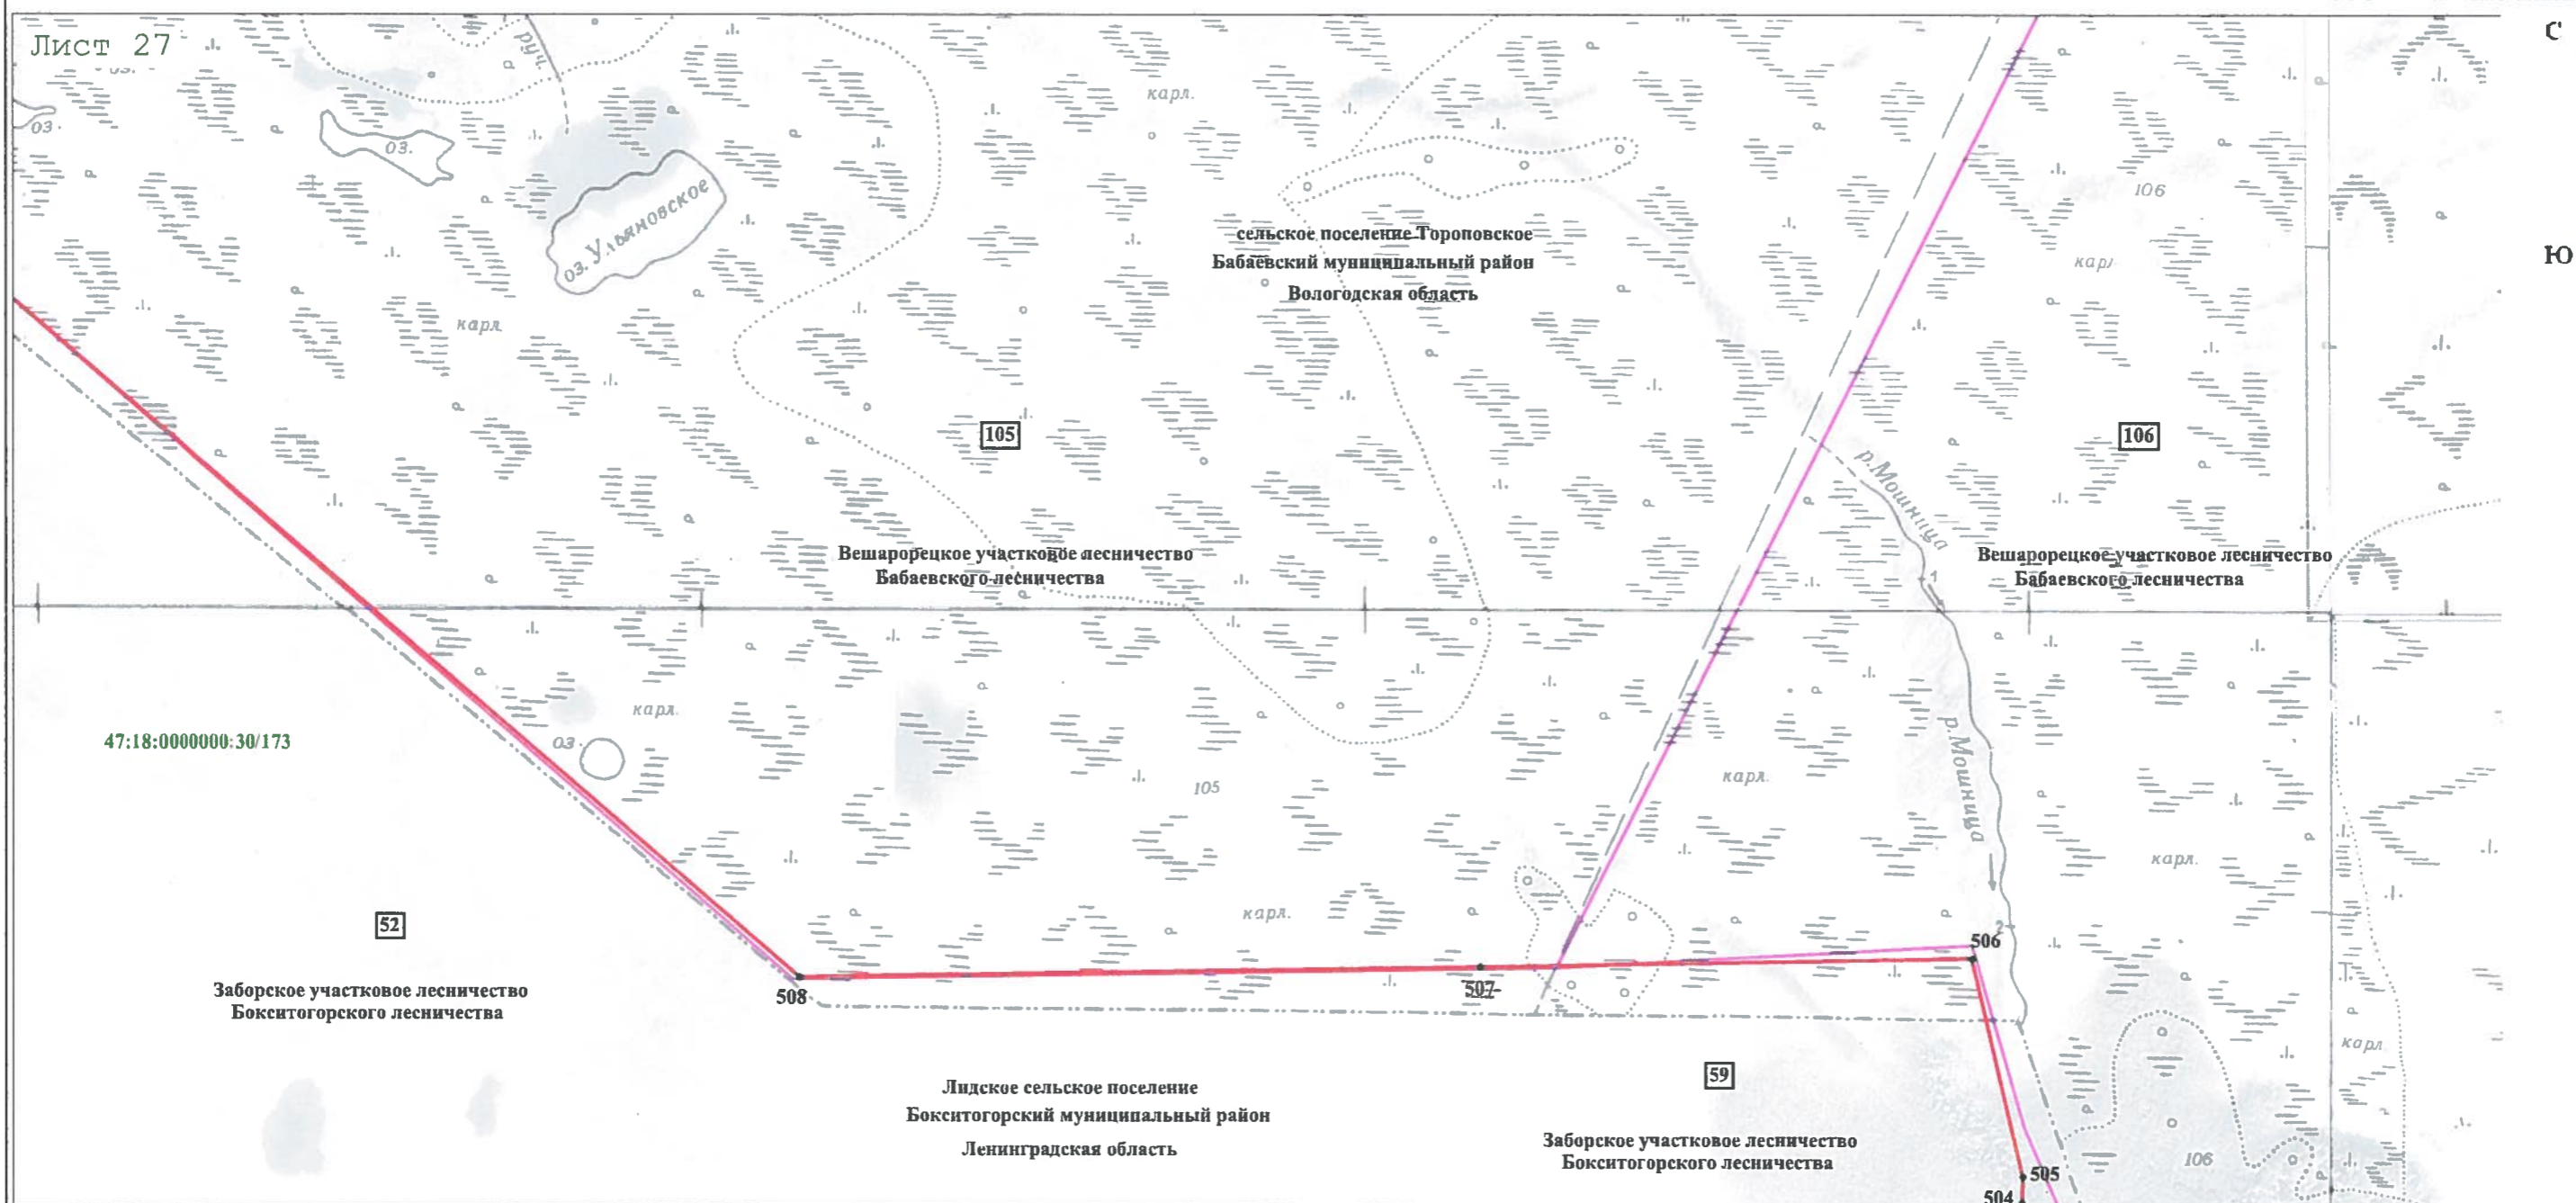 Лист 27
С
Ю
руч.
оз.
оз.
карл.
106
оз. Ульяновское
сельское поселение Тороповское
Бабаевский муниципальный район
Вологодская область
карл.
карл.
105
106
р.Мошница
Вешарорецкое участковое лесничество
Бабаевского лесничества
Вешарорецкое участковое лесничество
Бабаевского лесничества
1
карл.
оз.
47:18:0000000:30/173
105
карл.
р.Мошница
карл.
52
карл.
2
506
508
507
Заборское участковое лесничество
Бокситогорского лесничества
карл.
59
Лидское сельское поселение
Бокситогорский муниципальный район
Ленинградская область
Заборское участковое лесничество
Бокситогорского лесничества
106
505
504